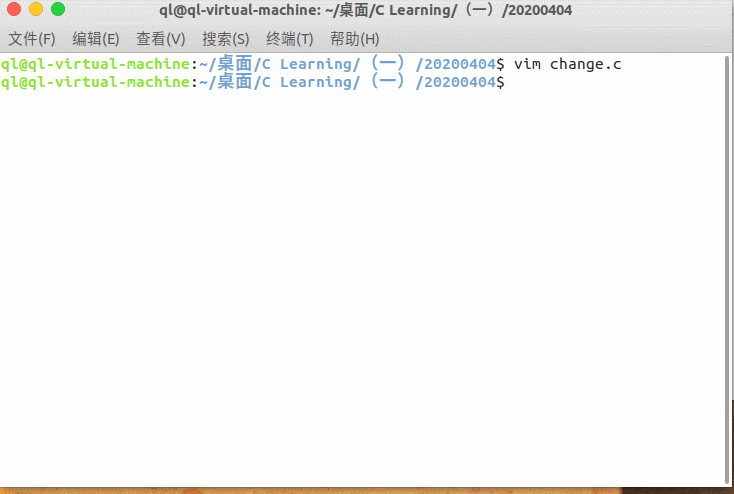 ql@ql-virtual-machine: ~/桌面/C Learning/（一）/20200404
文件(F) 编辑(E) 查看(V) 搜索(S) 终端(T) 帮助(H)
ql@ql-virtual-machine:~/桌面/C Learning/（一）/20200404$ vim change.c
ql@ql-virtual-machine:~/桌面/C Learning/（一）/20200404$